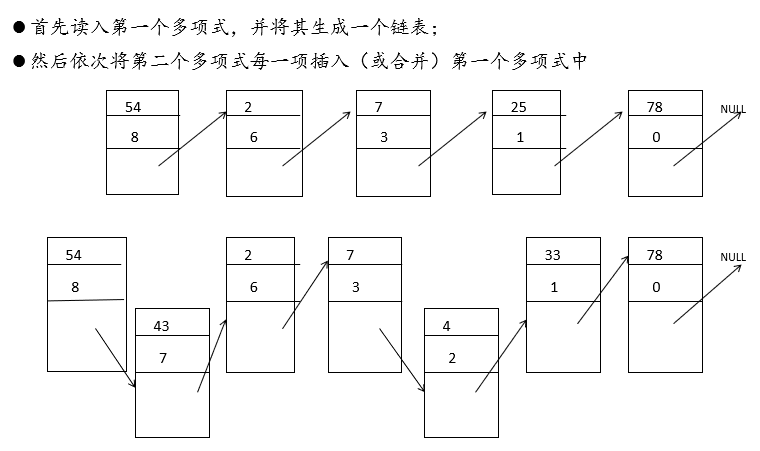 ● 首先读入第一个多项式，并将其生成一个链表；
● 然后依次将第二个多项式每一项插入（或合并）第一个多项式中
54 2 7 25 78 NULL
8 6 3 1 0
54 2 7 33 78 NULL
8 6 3 1 0
43 4
7 2